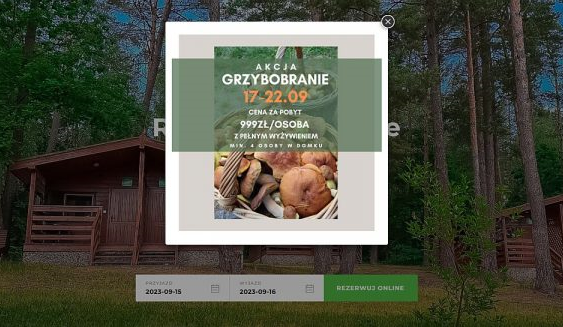 AKCJA
GRZYBOBRANIE
17-22.09
CENA ZA POBYT
999ZŁ/OSOBA
Z PEŁNYM WYŻYWIENIEM
MIN. 4 OSOBY W DOMKU
PRZYJAZD
2023-09-15
WYJAZD
2023-09-16
REZERWUJ ONLINE